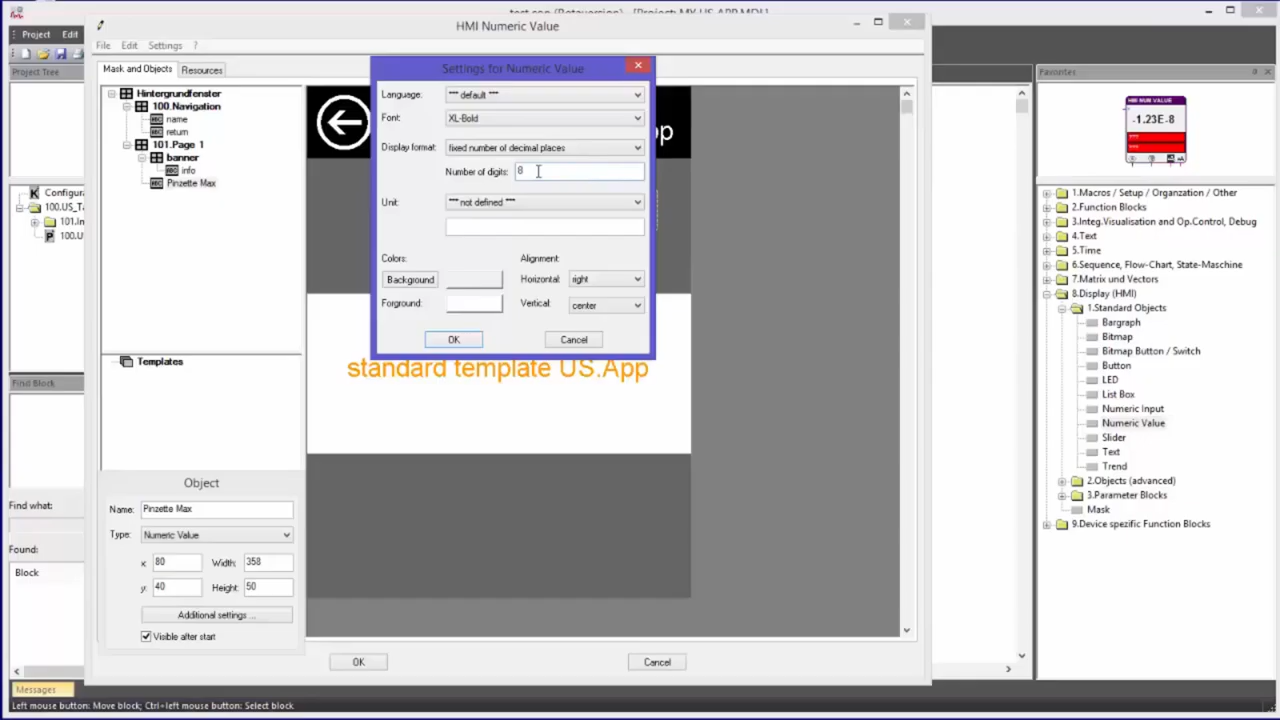 test.cap (Betaversion) - [Project: MY US APP.MDL]
HMI Numeric Value
Project Edit
File Edit Settings ?
Project Tree
Mask and Objects Resources
Hintergrundfenster
100.Navigation
name
return
101.Page 1
banner
info
Pinzette Max
Settings for Numeric Value
Language: *** default ***
Font: XL-Bold
Display format: fixed number of decimal places
Number of digits: 8
Unit: *** not defined ***
Colors: Alignment:
Background Horizontal: right
Forground: Vertical: center
OK Cancel
standard template US.App
Templates
Configura
100.US_T
101.In
100.U
Find Block
Find what:
Found:
Block
Object
Name: Pinzette Max
Type: Numeric Value
x: 80 Width: 358
y: 40 Height: 50
Additional settings ...
Visible after start
OK Cancel
Favorites
HMI NUM VALUE
-1.23E-8
1.Macros / Setup / Organzation / Other
2.Function Blocks
3.Integ.Visualisation and Op.Control, Debug
4.Text
5.Time
6.Sequence, Flow-Chart, State-Maschine
7.Matrix und Vectors
8.Display (HMI)
1.Standard Objects
Bargraph
Bitmap
Bitmap Button / Switch
Button
LED
List Box
Numeric Input
Numeric Value
Slider
Text
Trend
2.Objects (advanced)
3.Parameter Blocks
Mask
9.Device spezific Function Blocks
Messages
Left mouse button: Move block; Ctrl+left mouse button: Select block